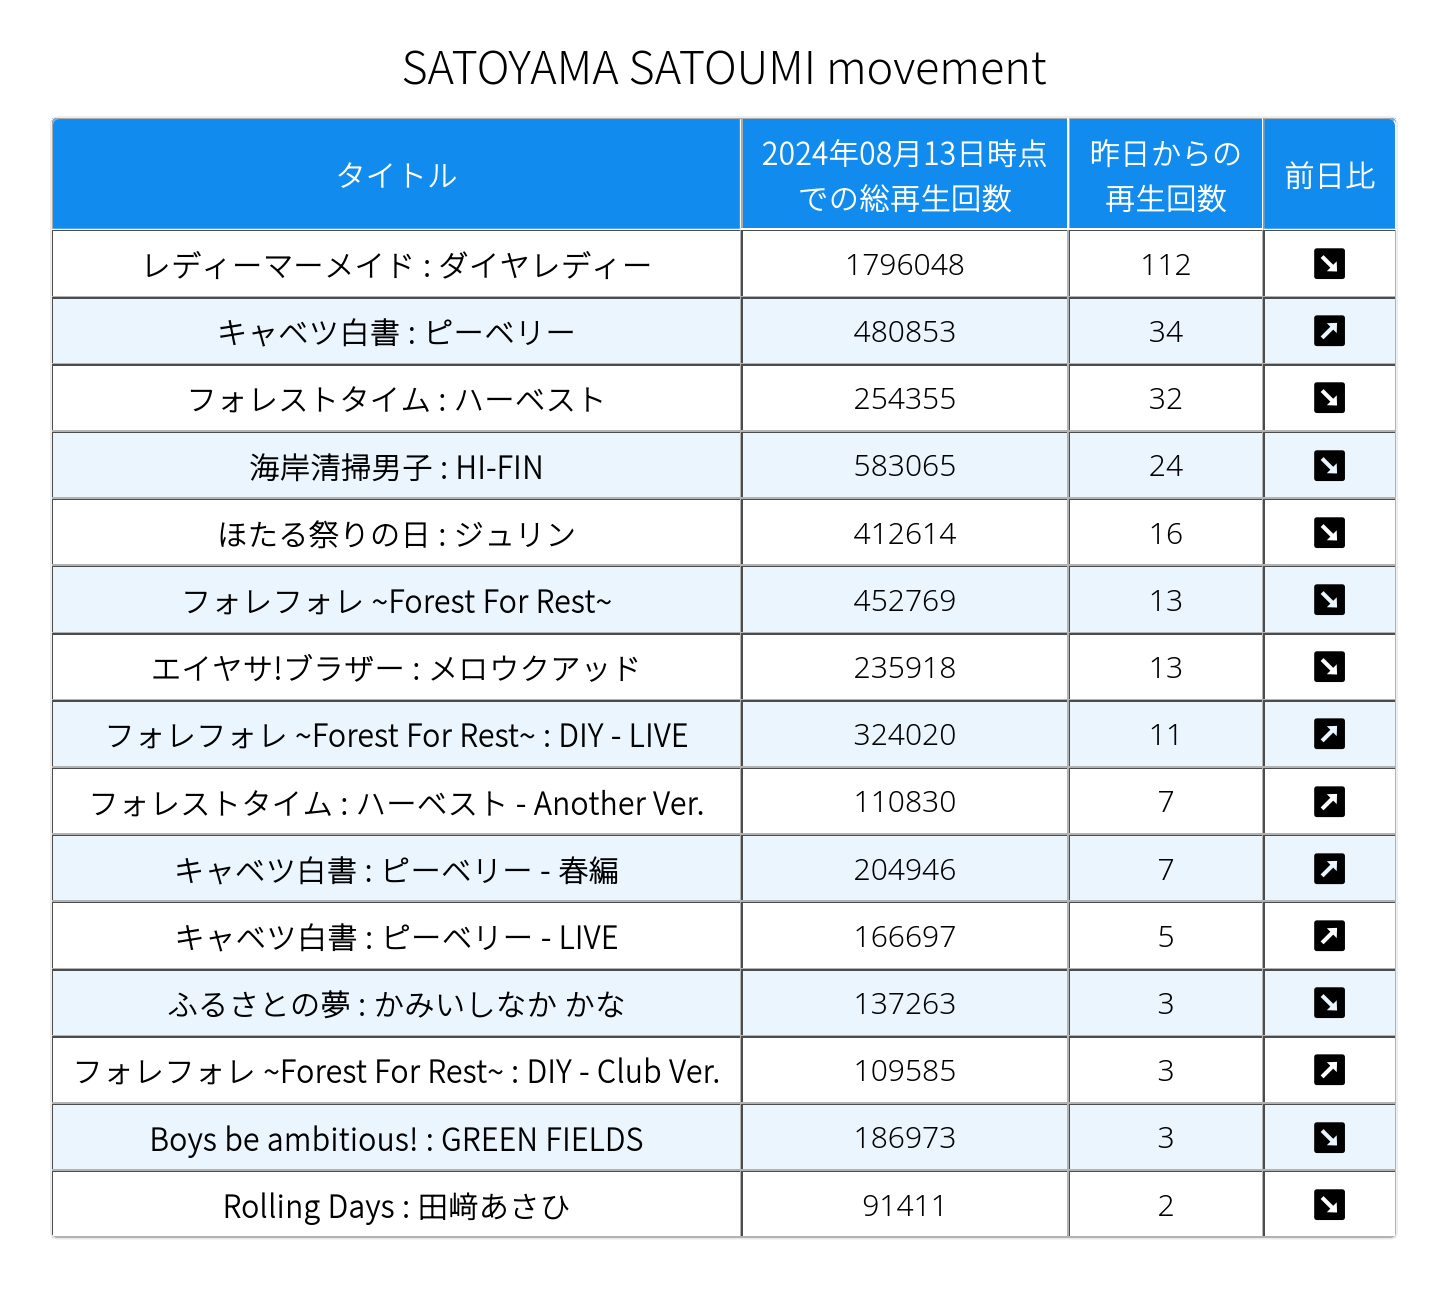 SATOYAMA SATOUMI movement
タイトル 2024年08月13日時点での総再生回数 昨日からの再生回数 前日比
レディーマーメイド : ダイヤレディー 1796048 112 ↘
キャベツ白書 : ピーベリー 480853 34 ↗
フォレストタイム : ハーベスト 254355 32 ↘
海岸清掃男子 : HI-FIN 583065 24 ↘
ほたる祭りの日 : ジュリン 412614 16 ↘
フォレフォレ ~Forest For Rest~ 452769 13 ↘
エイヤサ!ブラザー : メロウクアッド 235918 13 ↘
フォレフォレ ~Forest For Rest~ : DIY - LIVE 324020 11 ↗
フォレストタイム : ハーベスト - Another Ver. 110830 7 ↗
キャベツ白書 : ピーベリー - 春編 204946 7 ↗
キャベツ白書 : ピーベリー - LIVE 166697 5 ↗
ふるさとの夢 : かみいしなか かな 137263 3 ↘
フォレフォレ ~Forest For Rest~ : DIY - Club Ver. 109585 3 ↗
Boys be ambitious! : GREEN FIELDS 186973 3 ↘
Rolling Days : 田﨑あさひ 91411 2 ↘